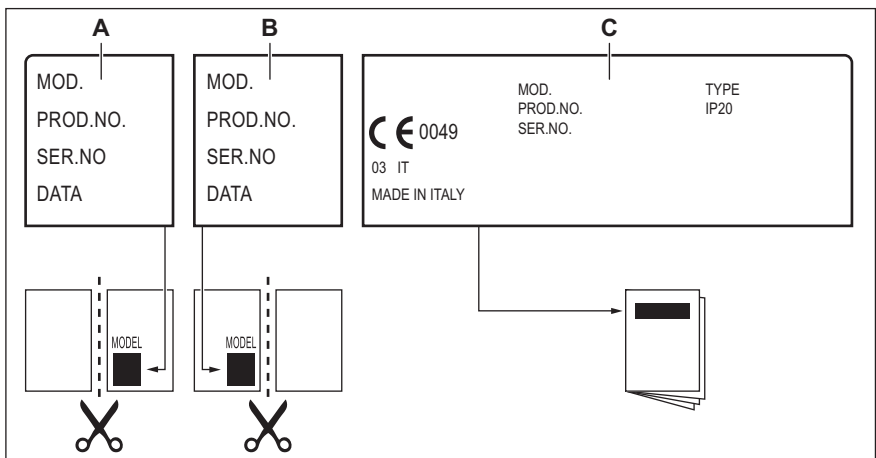 A
B
C
MOD.
PROD.NO.
SER.NO
DATA
MOD.
PROD.NO.
SER.NO
DATA
MOD.
PROD.NO.
SER.NO.
TYPE
IP20
CE 0049
03 IT
MADE IN ITALY
MODEL
MODEL